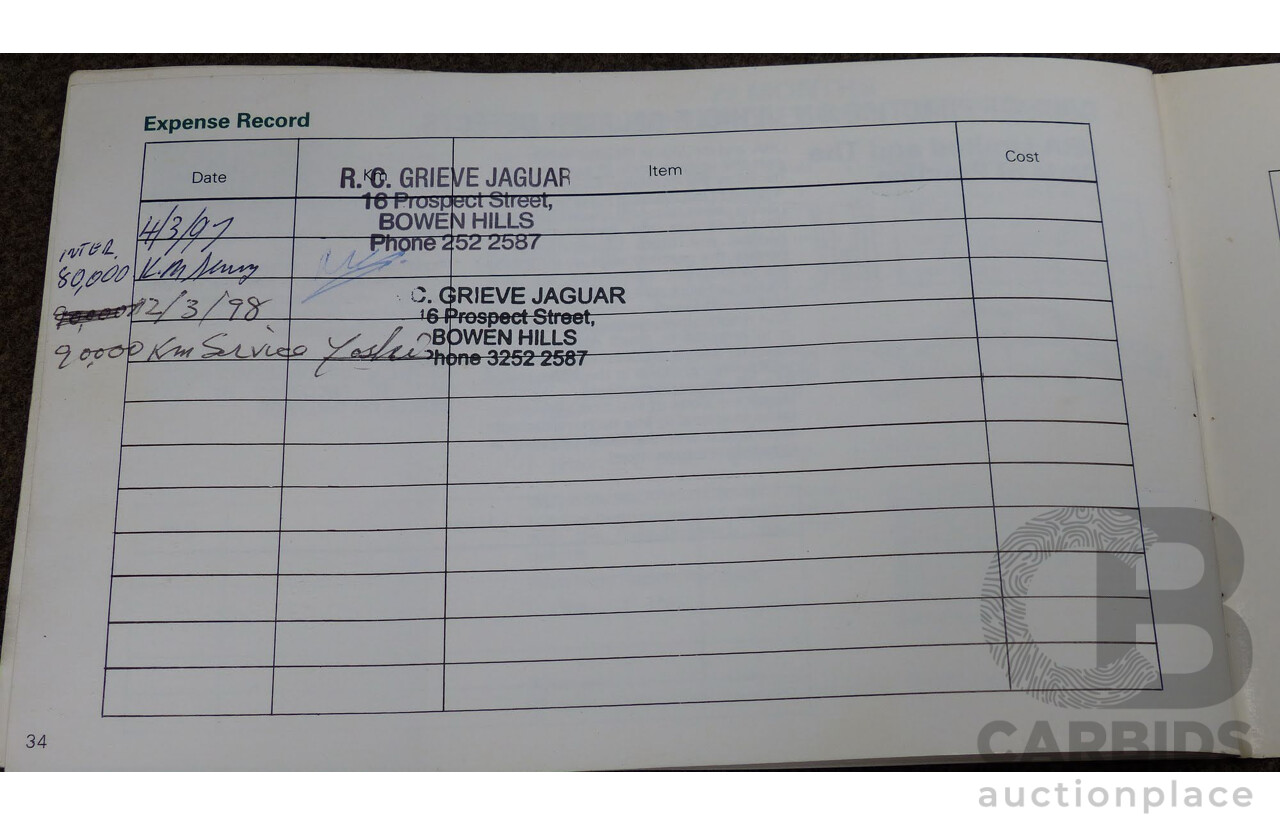 Expense Record
Date Km Item Cost
R. C. GRIEVE JAGUAR
16 Prospect Street,
BOWEN HILLS
Phone 252 2587
4/3/97
INTER.
80,000 K.M
C. GRIEVE JAGUAR
16 Prospect Street,
BOWEN HILLS
Phone 3252 2587
12/3/98
90,000 Km Service
34
CB
CARBIDS
auctionplace